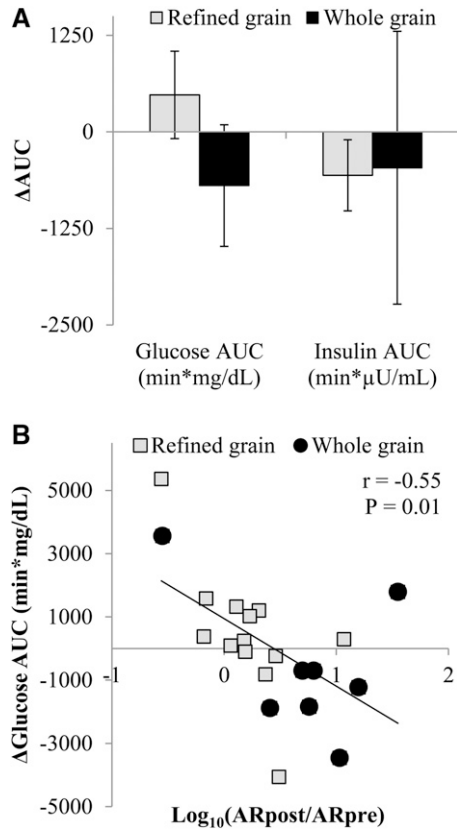 A
Refined grain Whole grain
1250
0
-1250
-2500
ΔAUC
Glucose AUC Insulin AUC
(min*mg/dL) (min*µU/mL)
B
Refined grain Whole grain
r = -0.55
P = 0.01
5000
3000
1000
-1000
-3000
-5000
-1 0 1 2
ΔGlucose AUC (min*mg/dL)
Log₁₀(ARpost/ARpre)